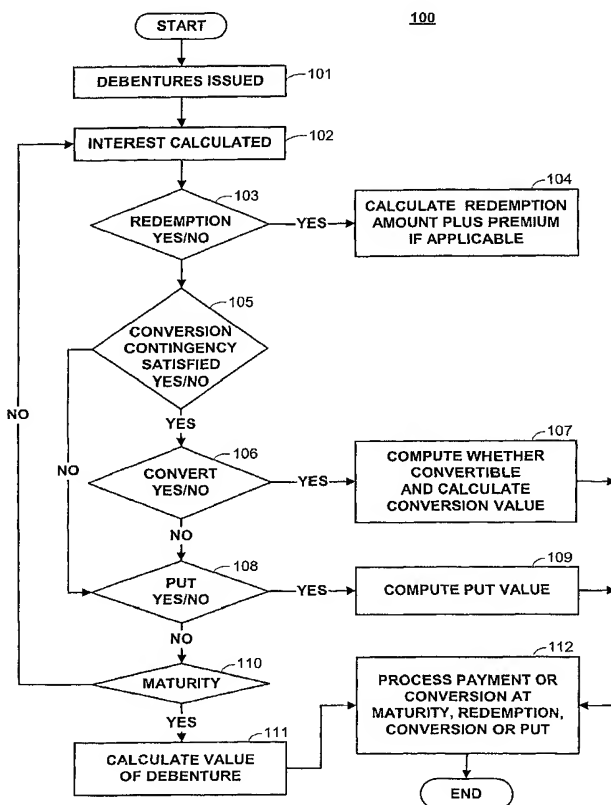 100
START
DEBENTURES ISSUED
101
INTEREST CALCULATED
102
103
REDEMPTION
YES/NO
YES
104
CALCULATE REDEMPTION
AMOUNT PLUS PREMIUM
IF APPLICABLE
105
CONVERSION
CONTINGENCY
SATISFIED
YES/NO
NO
NO
YES
106
CONVERT
YES/NO
YES
107
COMPUTE WHETHER
CONVERTIBLE
AND CALCULATE
CONVERSION VALUE
NO
108
PUT
YES/NO
YES
109
COMPUTE PUT VALUE
NO
110
MATURITY
YES
111
CALCULATE VALUE
OF DEBENTURE
112
PROCESS PAYMENT OR
CONVERSION AT
MATURITY, REDEMPTION,
CONVERSION OR PUT
END